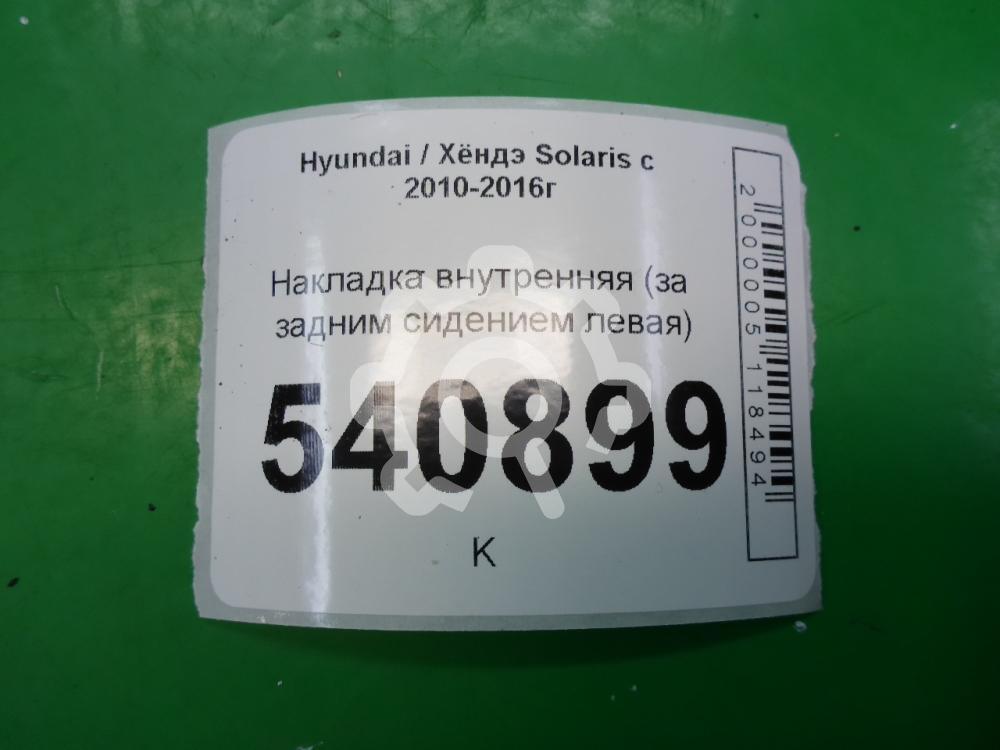 Hyundai / Хёндэ Solaris с
2010-2016г
Накладка внутренняя (за
задним сидением левая)
540899
К
2000005118494